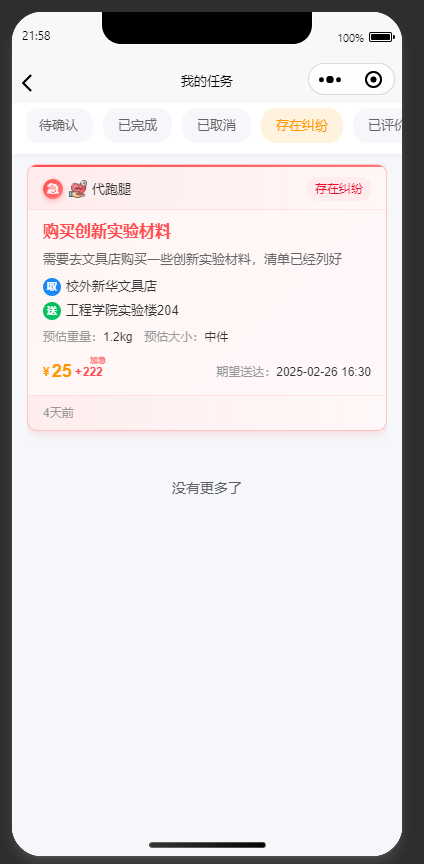 21:58
100%
我的任务
待确认
已完成
已取消
存在纠纷
已评价
急 代跑腿 存在纠纷
购买创新实验材料
需要去文具店购买一些创新实验材料，清单已经列好
取 校外新华文具店
送 工程学院实验楼204
预估重量：1.2kg 预估大小：中件
¥25 +222 加急 期望送达：2025-02-26 16:30
4天前
没有更多了